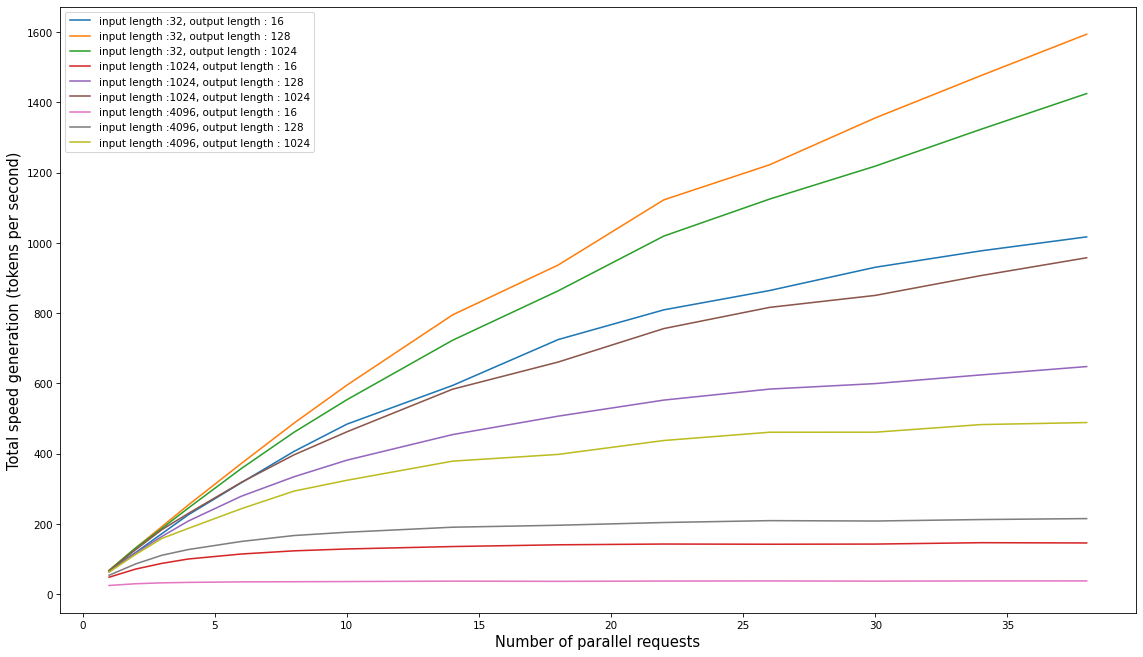 input length :32, output length : 16
input length :32, output length : 128
input length :32, output length : 1024
input length :1024, output length : 16
input length :1024, output length : 128
input length :1024, output length : 1024
input length :4096, output length : 16
input length :4096, output length : 128
input length :4096, output length : 1024
Total speed generation (tokens per second)
1600
1400
1200
1000
800
600
400
200
0
0 5 10 15 20 25 30 35
Number of parallel requests